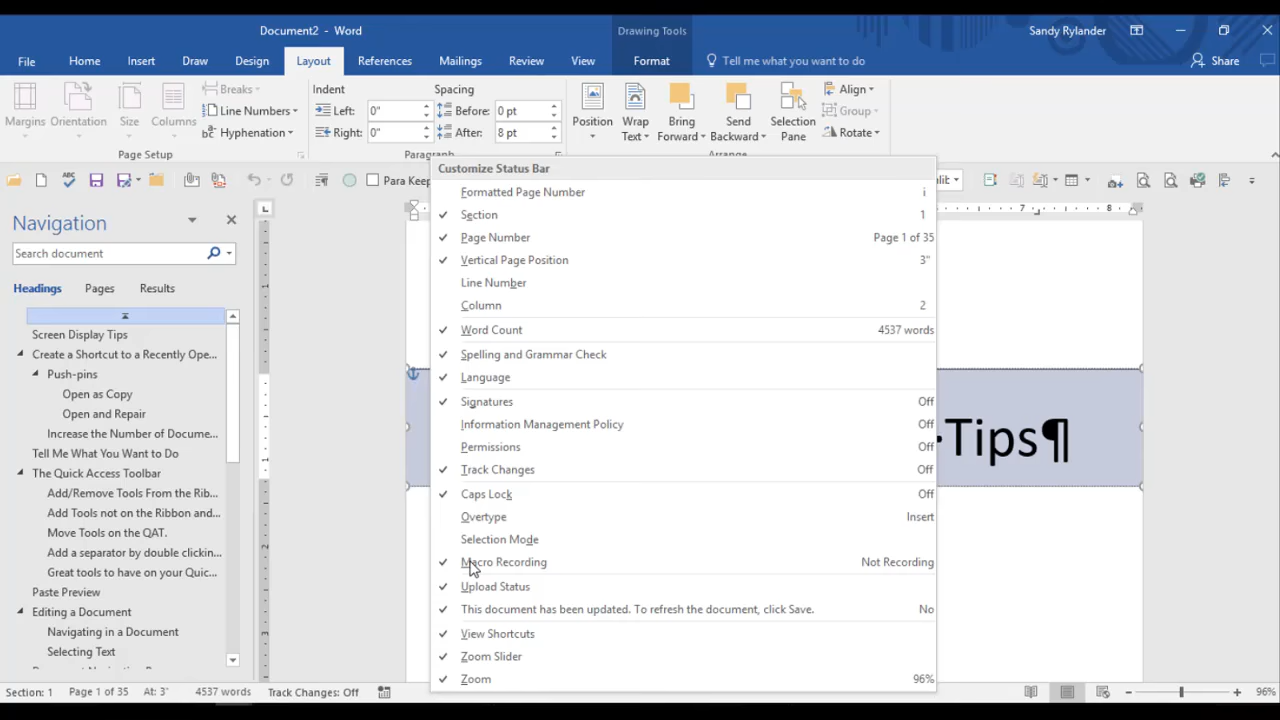 Document2 - Word
Drawing Tools
Sandy Rylander
File Home Insert Draw Design Layout References Mailings Review View Format Tell me what you want to do Share
Margins
Orientation
Size
Columns
Breaks
Line Numbers
Hyphenation
Page Setup
Indent
Left: 0"
Right: 0"
Spacing
Before: 0 pt
After: 8 pt
Paragraph
Position
Wrap Text
Bring Forward
Send Backward
Selection Pane
Align
Group
Rotate
Arrange
ABC
Para Keep
Navigation
Search document
Headings Pages Results
Screen Display Tips
Create a Shortcut to a Recently Ope...
Push-pins
Open as Copy
Open and Repair
Increase the Number of Docume...
Tell Me What You Want to Do
The Quick Access Toolbar
Add/Remove Tools From the Rib...
Add Tools not on the Ribbon and...
Move Tools on the QAT.
Add a separator by double clickin...
Great tools to have on your Quic...
Paste Preview
Editing a Document
Navigating in a Document
Selecting Text
Customize Status Bar
Formatted Page Number i
Section 1
Page Number Page 1 of 35
Vertical Page Position 3"
Line Number
Column 2
Word Count 4537 words
Spelling and Grammar Check
Language
Signatures Off
Information Management Policy Off
Permissions Off
Track Changes Off
Caps Lock Off
Overtype Insert
Selection Mode
Macro Recording Not Recording
Upload Status
This document has been updated. To refresh the document, click Save. No
View Shortcuts
Zoom Slider
Zoom 96%
7 8
1
1
2
3
·Tips¶
Section: 1 Page 1 of 35 At: 3" 4537 words Track Changes: Off 96%